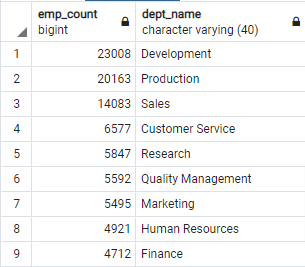 emp_count dept_name
bigint character varying (40)
1 23008 Development
2 20163 Production
3 14083 Sales
4 6577 Customer Service
5 5847 Research
6 5592 Quality Management
7 5495 Marketing
8 4921 Human Resources
9 4712 Finance